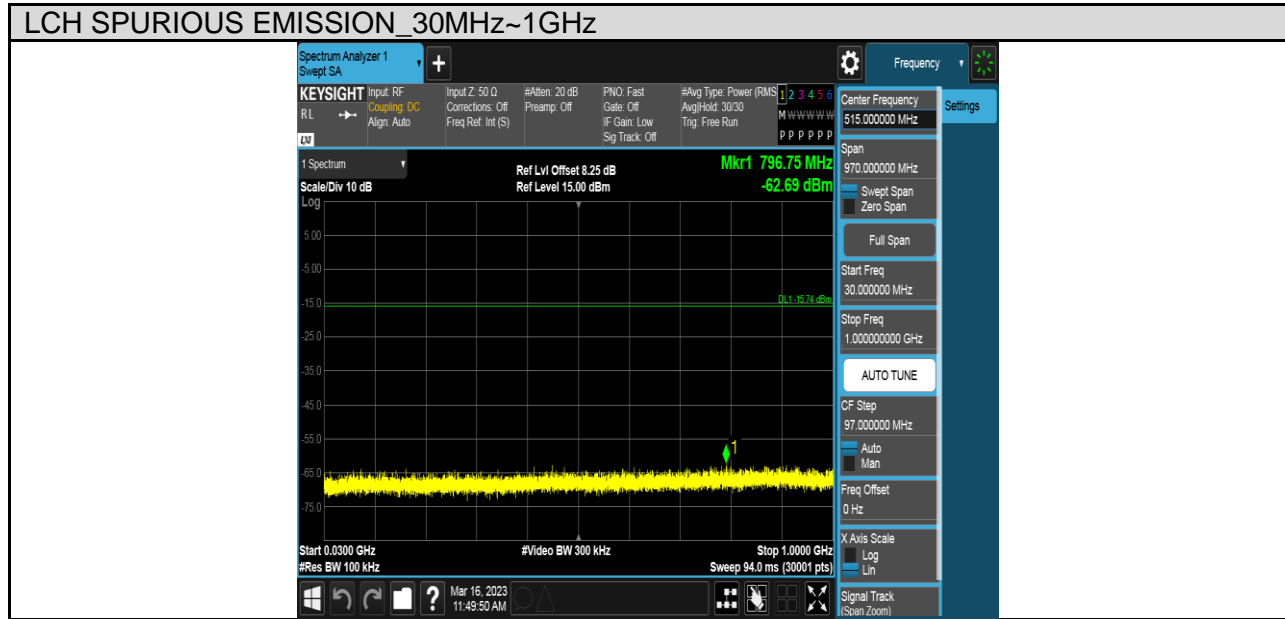 LCH SPURIOUS EMISSION_30MHz~1GHz
Spectrum Analyzer 1
Swept SA
+
Frequency
KEYSIGHT
RL
LXI
Input: RF
Coupling: DC
Align: Auto
Input Z: 50 Ω
Corrections: Off
Freq Ref: Int (S)
#Atten: 20 dB
Preamp: Off
PNO: Fast
Gate: Off
IF Gain: Low
Sig Track: Off
#Avg Type: Power (RMS
Avg|Hold: 30/30
Trig: Free Run
1 2 3 4 5 6
M W W W W W
P P P P P P
1 Spectrum
Scale/Div 10 dB
Ref Lvl Offset 8.25 dB
Ref Level 15.00 dBm
Mkr1 796.75 MHz
-62.69 dBm
Log
5.00
-5.00
-15.0
DL1 -15.74 dBm
-25.0
-35.0
-45.0
-55.0
1
-65.0
-75.0
Start 0.0300 GHz
#Video BW 300 kHz
Stop 1.0000 GHz
#Res BW 100 kHz
Sweep 94.0 ms (30001 pts)
?
Mar 16, 2023
11:49:50 AM
Center Frequency
515.000000 MHz
Settings
Span
970.000000 MHz
Swept Span
Zero Span
Full Span
Start Freq
30.000000 MHz
Stop Freq
1.000000000 GHz
AUTO TUNE
CF Step
97.000000 MHz
Auto
Man
Freq Offset
0 Hz
X Axis Scale
Log
Lin
Signal Track
(Span Zoom)